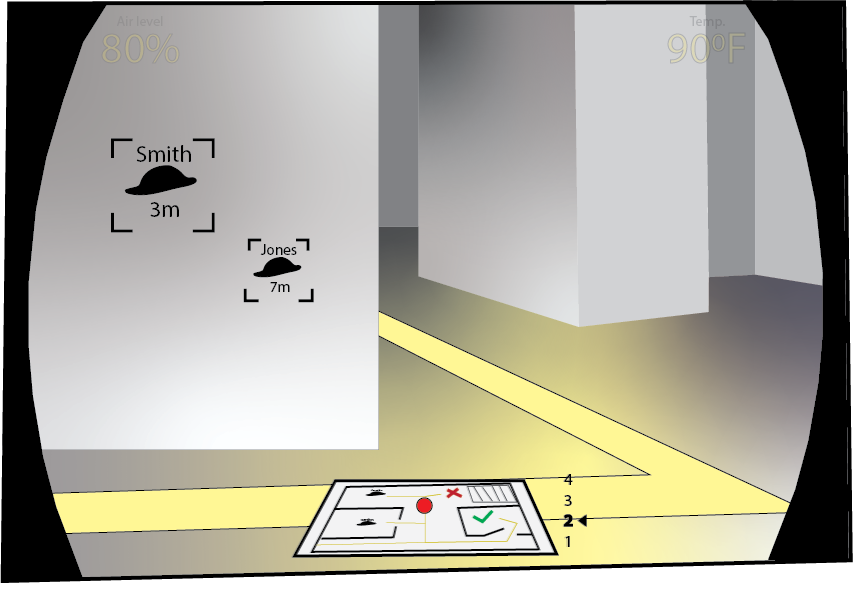 Air level
80%
Temp.
90ºF
Smith
3m
Jones
7m
4
3
2
1